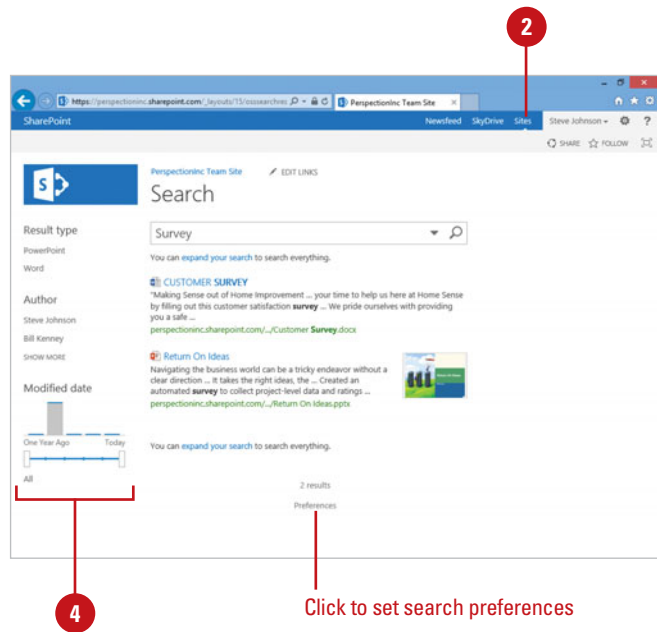 2
https://perspectioninc.sharepoint.com/_layouts/15/osssearchres
PerspectionInc Team Site
SharePoint
Newsfeed SkyDrive Sites Steve Johnson ?
SHARE FOLLOW
S
PerspectionInc Team Site EDIT LINKS
Search
Result type
PowerPoint
Word
Author
Steve Johnson
Bill Kenney
SHOW MORE
Modified date
One Year Ago Today
All
Survey
You can expand your search to search everything.
CUSTOMER SURVEY
"Making Sense out of Home Improvement ... your time to help us here at Home Sense
by filling out this customer satisfaction survey ... We pride ourselves with providing
you a safe ...
perspectioninc.sharepoint.com/.../Customer Survey.docx
Return On Ideas
Navigating the business world can be a tricky endeavor without a
clear direction ... It takes the right ideas, the ... Created an
automated survey to collect project-level data and ratings ...
perspectioninc.sharepoint.com/.../Return On Ideas.pptx
You can expand your search to search everything.
2 results
Preferences
4
Click to set search preferences